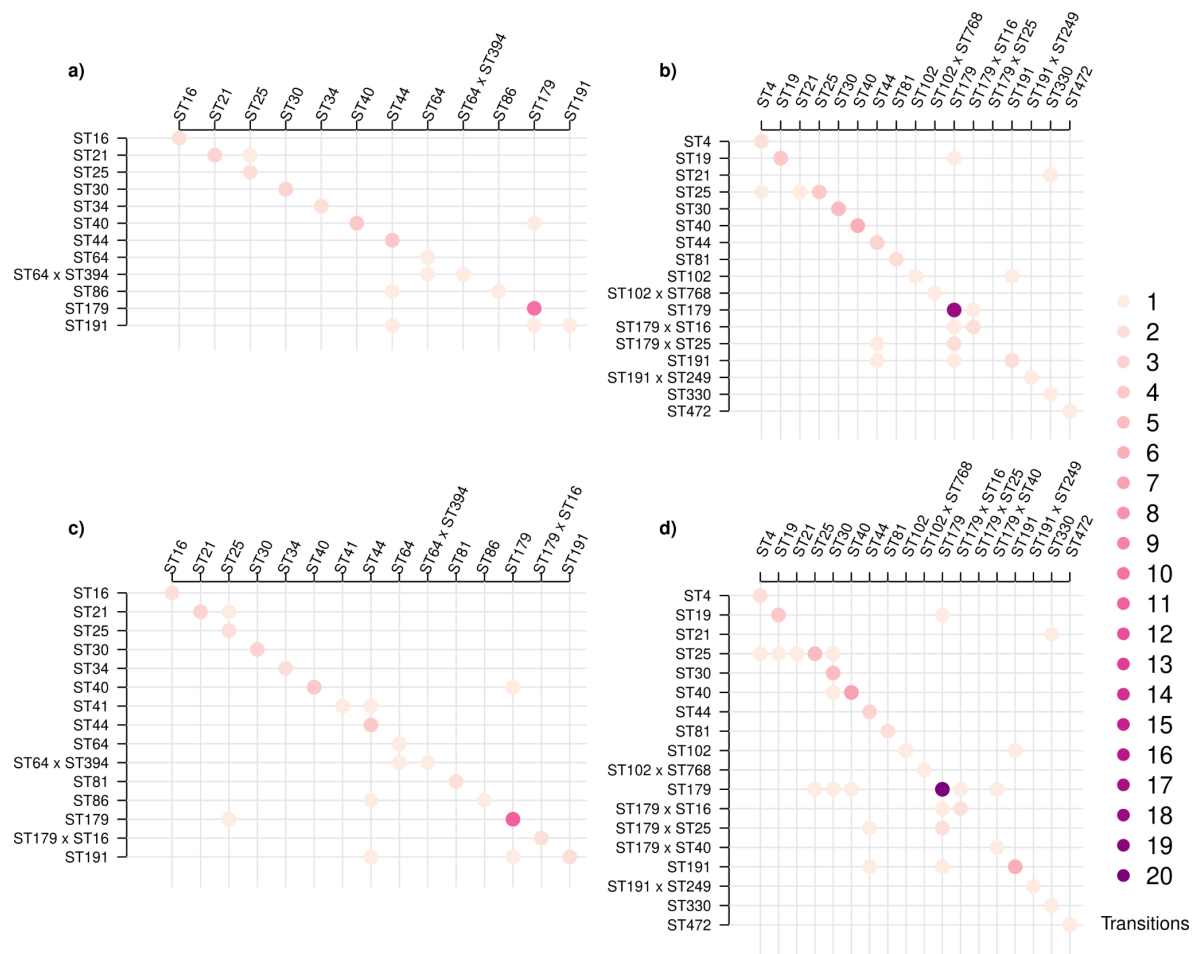 a)
ST16
ST21
ST25
ST30
ST34
ST40
ST44
ST64
ST64 x ST394
ST86
ST179
ST191
ST16
ST21
ST25
ST30
ST34
ST40
ST44
ST64
ST64 x ST394
ST86
ST179
ST191
b)
ST4
ST19
ST21
ST25
ST30
ST40
ST44
ST81
ST102
ST102 x ST768
ST179
ST179 x ST16
ST179 x ST25
ST191
ST191 x ST249
ST330
ST472
ST4
ST19
ST21
ST25
ST30
ST40
ST44
ST81
ST102
ST102 x ST768
ST179
ST179 x ST16
ST179 x ST25
ST191
ST191 x ST249
ST330
ST472
c)
ST16
ST21
ST25
ST30
ST34
ST40
ST41
ST44
ST64
ST64 x ST394
ST81
ST86
ST179
ST179 x ST16
ST191
ST16
ST21
ST25
ST30
ST34
ST40
ST41
ST44
ST64
ST64 x ST394
ST81
ST86
ST179
ST179 x ST16
ST191
d)
ST4
ST19
ST21
ST25
ST30
ST40
ST44
ST81
ST102
ST102 x ST768
ST179
ST179 x ST16
ST179 x ST25
ST179 x ST40
ST191
ST191 x ST249
ST330
ST472
ST4
ST19
ST21
ST25
ST30
ST40
ST44
ST81
ST102
ST102 x ST768
ST179
ST179 x ST16
ST179 x ST25
ST179 x ST40
ST191
ST191 x ST249
ST330
ST472
1
2
3
4
5
6
7
8
9
10
11
12
13
14
15
16
17
18
19
20
Transitions